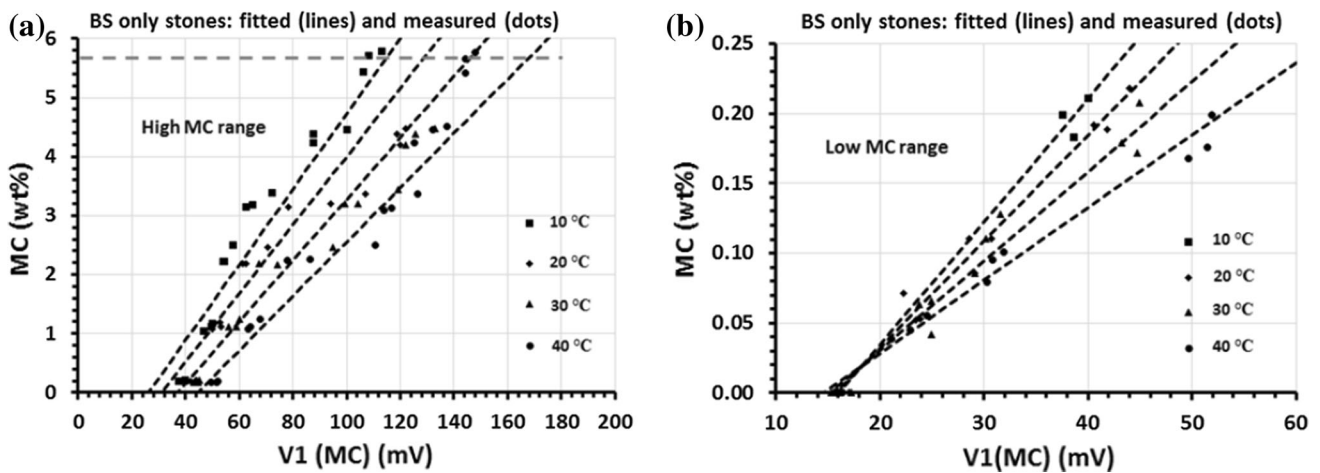 (a) BS only stones: fitted (lines) and measured (dots)
6
5
4
3
2
1
0
MC (wt%)
High MC range
10 °C
20 °C
30 °C
40 °C
0 20 40 60 80 100 120 140 160 180 200
V1 (MC) (mV)
(b) BS only stones: fitted (lines) and measured (dots)
0.25
0.20
0.15
0.10
0.05
0.00
MC (wt%)
Low MC range
10 °C
20 °C
30 °C
40 °C
10 20 30 40 50 60
V1(MC) (mV)